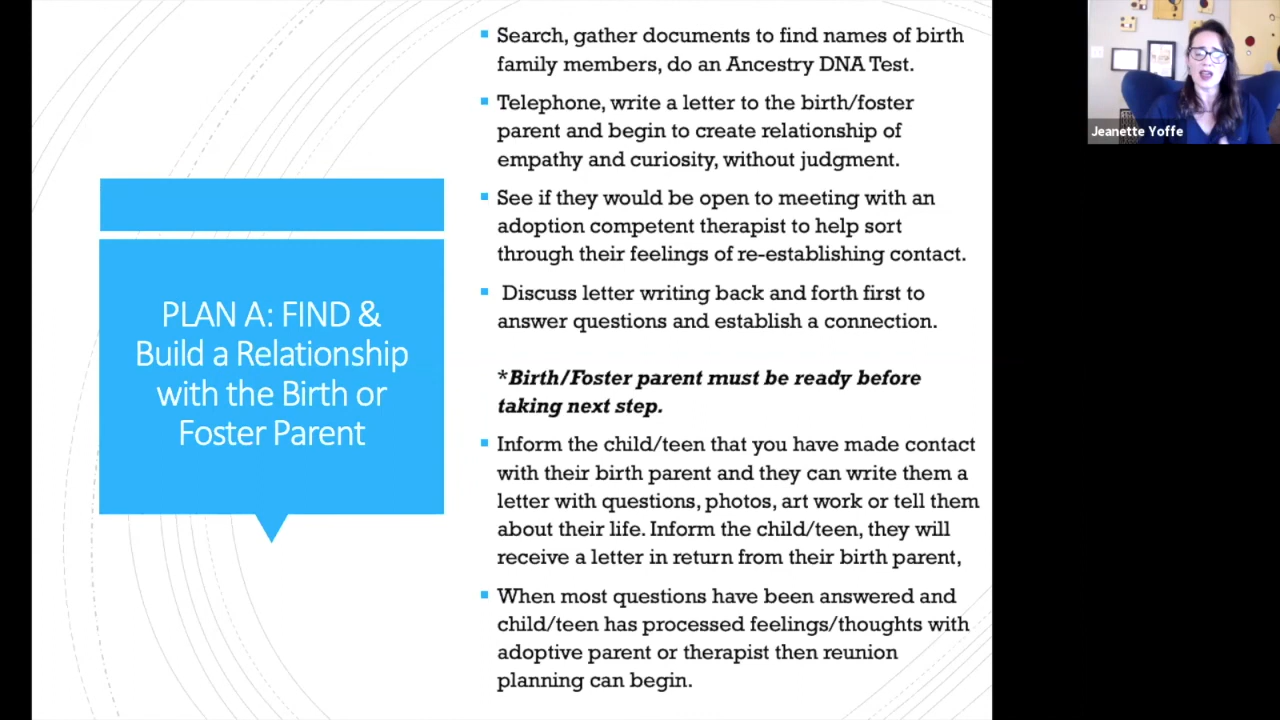 PLAN A: FIND &
Build a Relationship
with the Birth or
Foster Parent
Search, gather documents to find names of birth
family members, do an Ancestry DNA Test.
Telephone, write a letter to the birth/foster
parent and begin to create relationship of
empathy and curiosity, without judgment.
See if they would be open to meeting with an
adoption competent therapist to help sort
through their feelings of re-establishing contact.
Discuss letter writing back and forth first to
answer questions and establish a connection.
*Birth/Foster parent must be ready before
taking next step.
Inform the child/teen that you have made contact
with their birth parent and they can write them a
letter with questions, photos, art work or tell them
about their life. Inform the child/teen, they will
receive a letter in return from their birth parent,
When most questions have been answered and
child/teen has processed feelings/thoughts with
adoptive parent or therapist then reunion
planning can begin.
Jeanette Yoffe